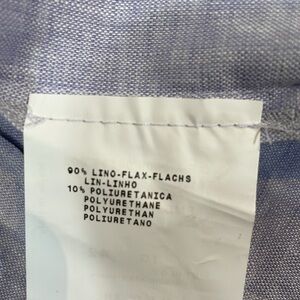 90% LINO-FLAX-FLACHS
LIN-LINHO
10% POLIURETANICA
POLYURETHANE
POLYURETHAN
POLIURETANO